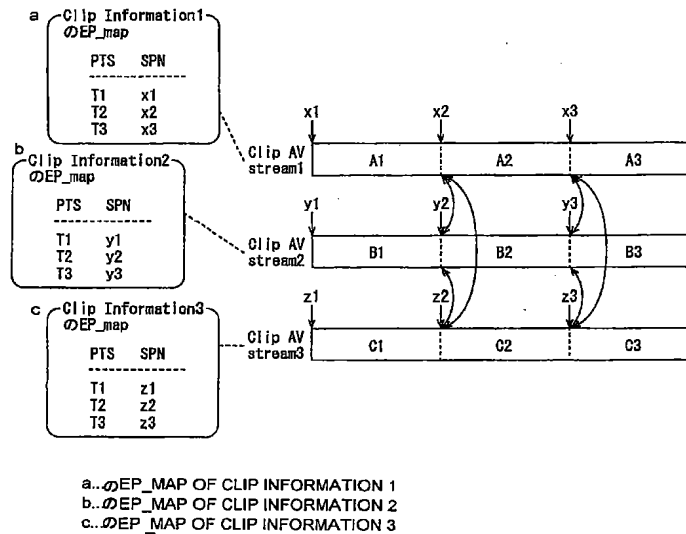 a
Clip Information1
のEP_map
PTS SPN
T1 x1
T2 x2
T3 x3
b
Clip Information2
のEP_map
PTS SPN
T1 y1
T2 y2
T3 y3
c
Clip Information3
のEP_map
PTS SPN
T1 z1
T2 z2
T3 z3
x1 x2 x3
Clip AV
stream1
A1 A2 A3
y1 y2 y3
Clip AV
stream2
B1 B2 B3
z1 z2 z3
Clip AV
stream3
C1 C2 C3
a...のEP_MAP OF CLIP INFORMATION 1
b...のEP_MAP OF CLIP INFORMATION 2
c...のEP_MAP OF CLIP INFORMATION 3